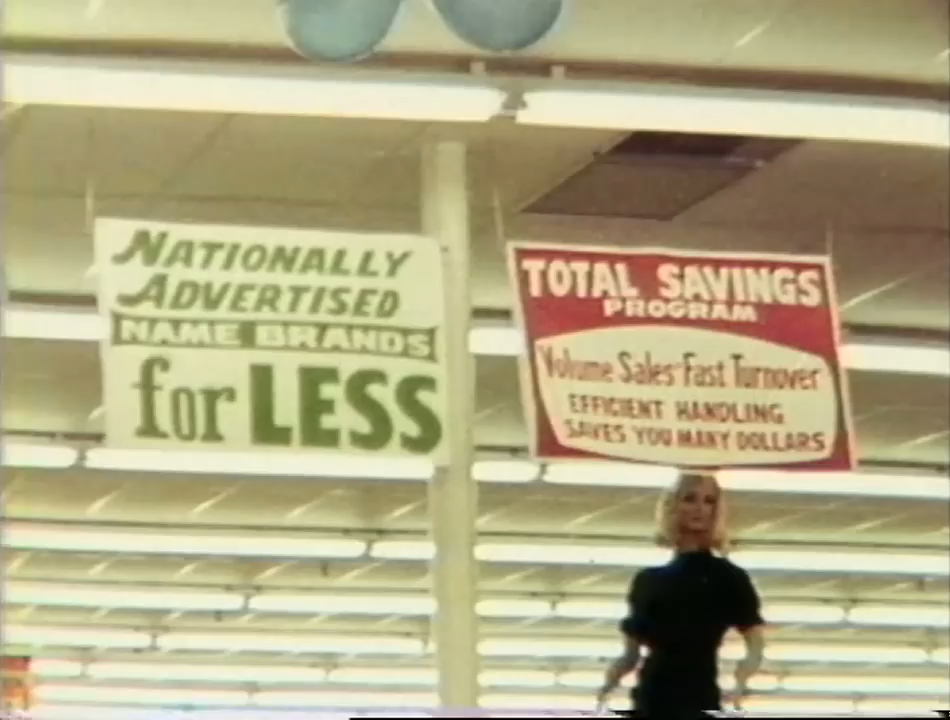 NATIONALLY
ADVERTISED
NAME BRANDS
for LESS
TOTAL SAVINGS
PROGRAM
Volume Sales-Fast Turnover
EFFICIENT HANDLING
SAVES YOU MANY DOLLARS